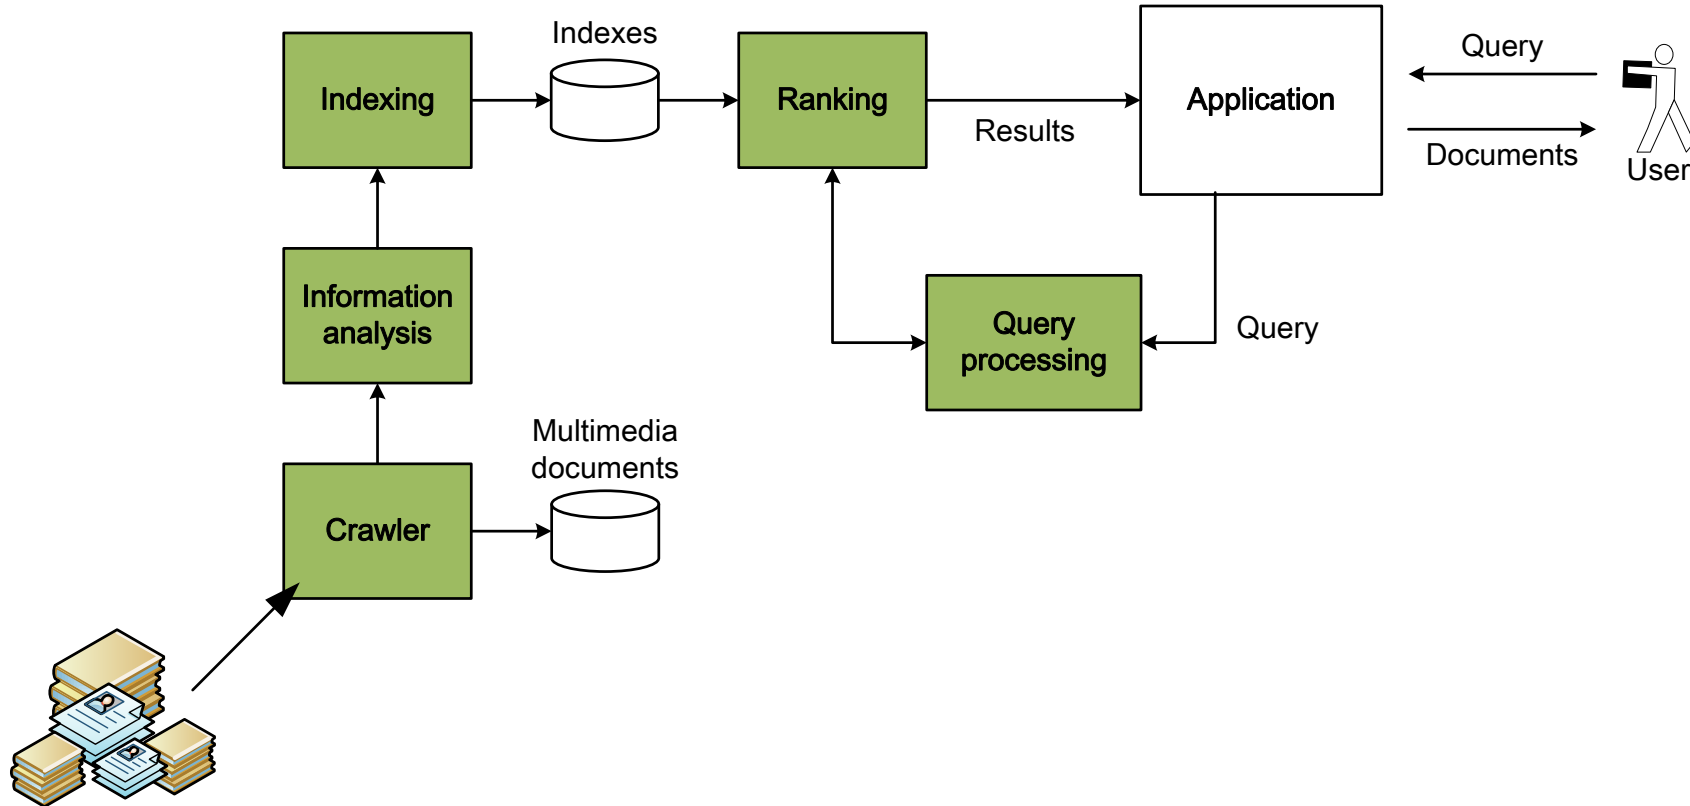 Indexes
Indexing
Ranking
Results
Application
Query
Documents
User
Information
analysis
Query
processing
Query
Multimedia
documents
Crawler